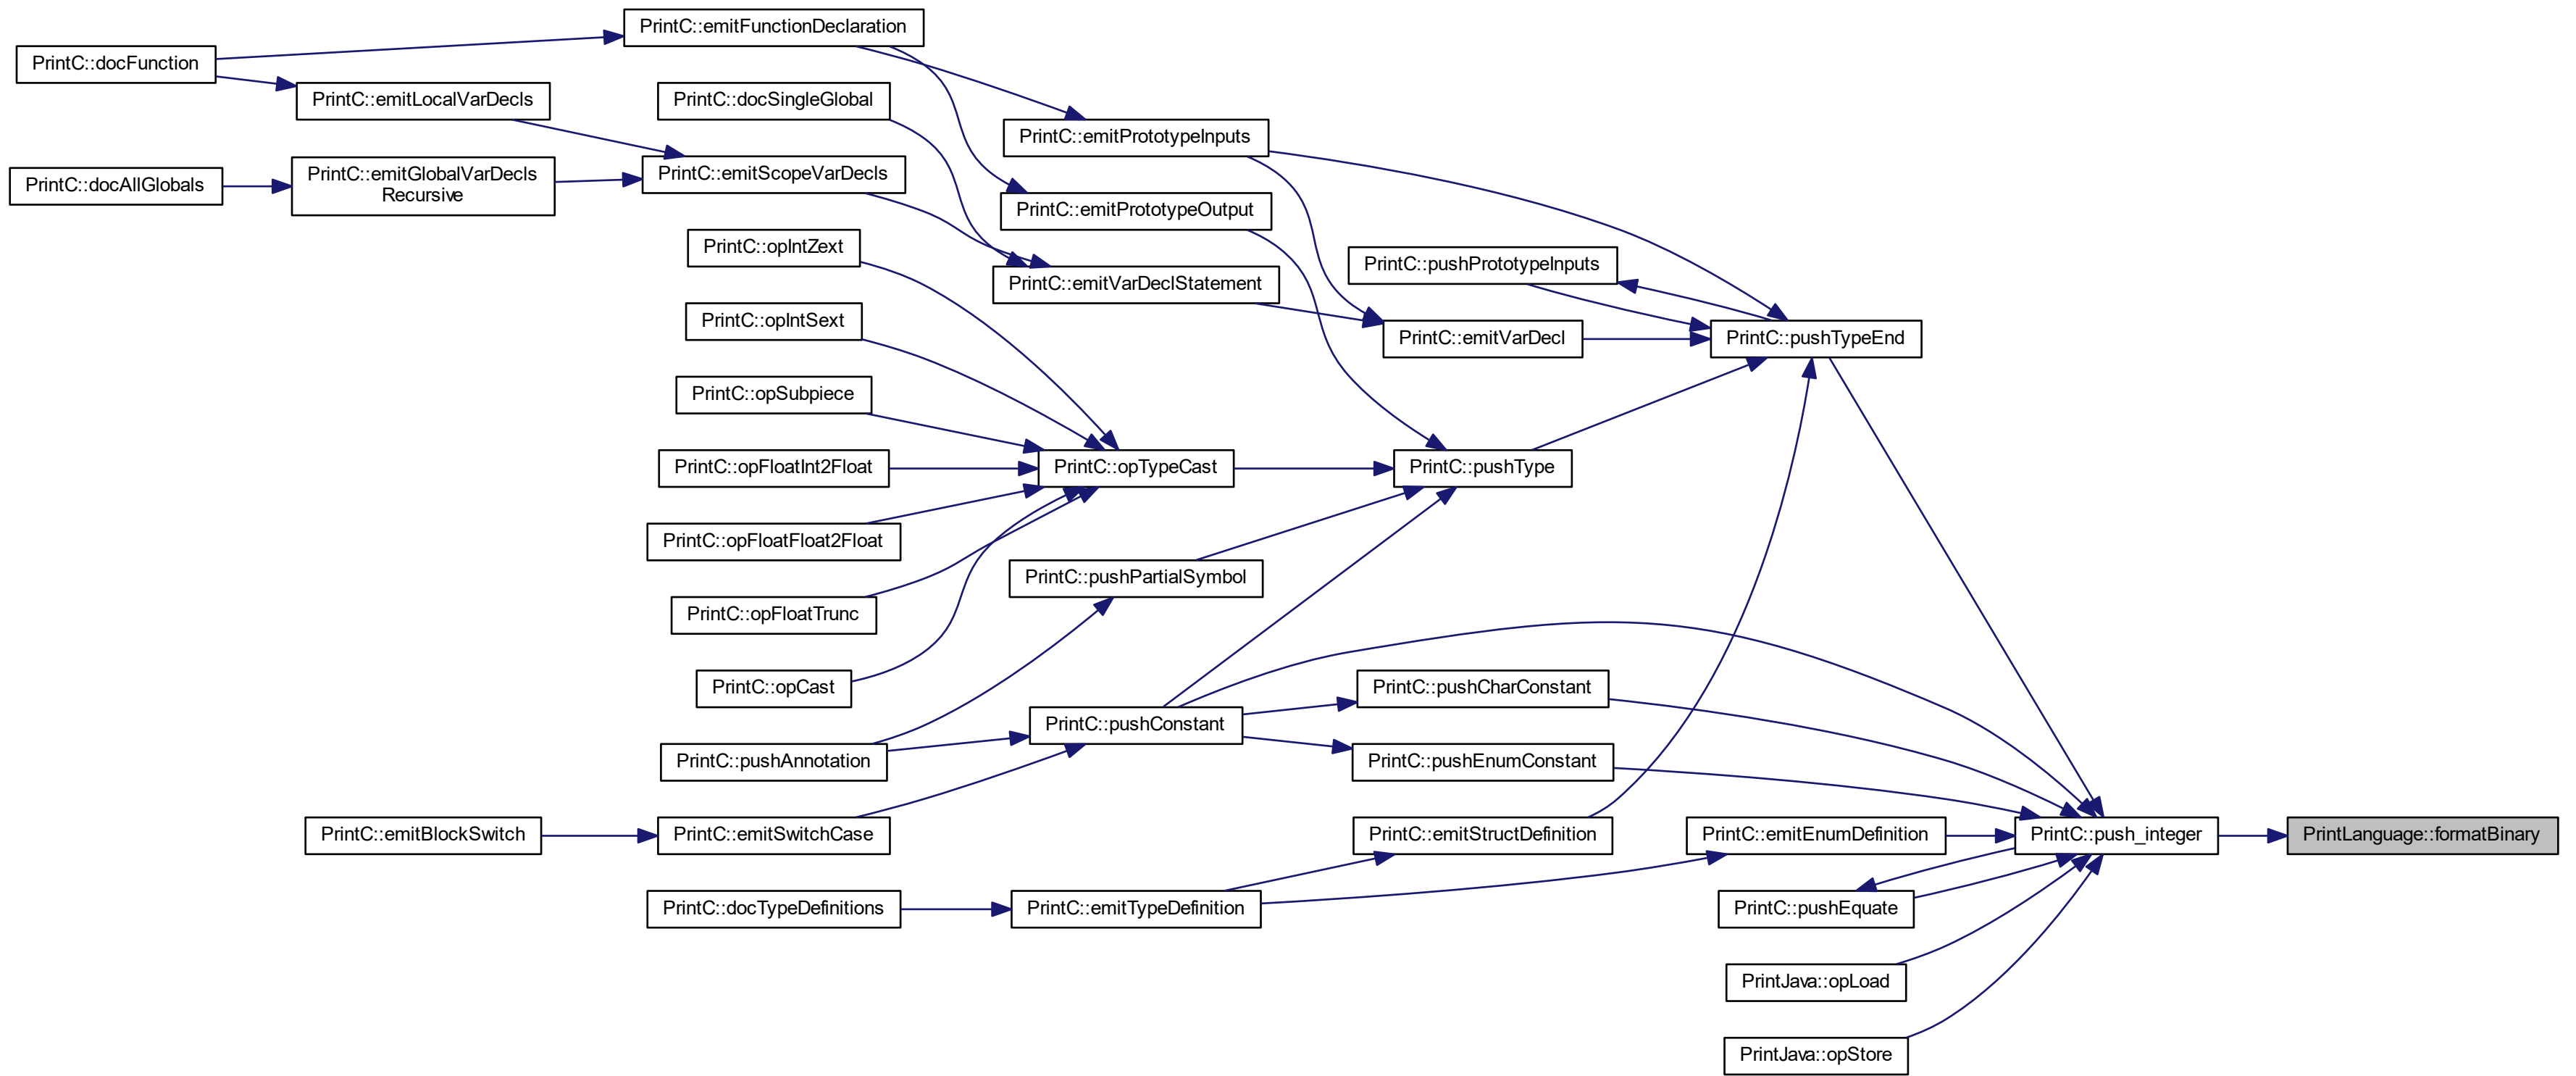 PrintC::emitFunctionDeclaration
PrintC::docFunction
PrintC::emitLocalVarDecls
PrintC::docSingleGlobal
PrintC::emitPrototypeInputs
PrintC::emitScopeVarDecls
PrintC::docAllGlobals
PrintC::emitGlobalVarDecls
Recursive
PrintC::emitPrototypeOutput
PrintC::opIntZext
PrintC::pushPrototypeInputs
PrintC::emitVarDeclStatement
PrintC::opIntSext
PrintC::emitVarDecl
PrintC::pushTypeEnd
PrintC::opSubpiece
PrintC::opFloatInt2Float
PrintC::opTypeCast
PrintC::pushType
PrintC::opFloatFloat2Float
PrintC::pushPartialSymbol
PrintC::opFloatTrunc
PrintC::opCast
PrintC::pushCharConstant
PrintC::pushConstant
PrintC::pushAnnotation
PrintC::pushEnumConstant
PrintC::emitBlockSwitch
PrintC::emitSwitchCase
PrintC::emitStructDefinition
PrintC::emitEnumDefinition
PrintC::push_integer
PrintLanguage::formatBinary
PrintC::docTypeDefinitions
PrintC::emitTypeDefinition
PrintC::pushEquate
PrintJava::opLoad
PrintJava::opStore